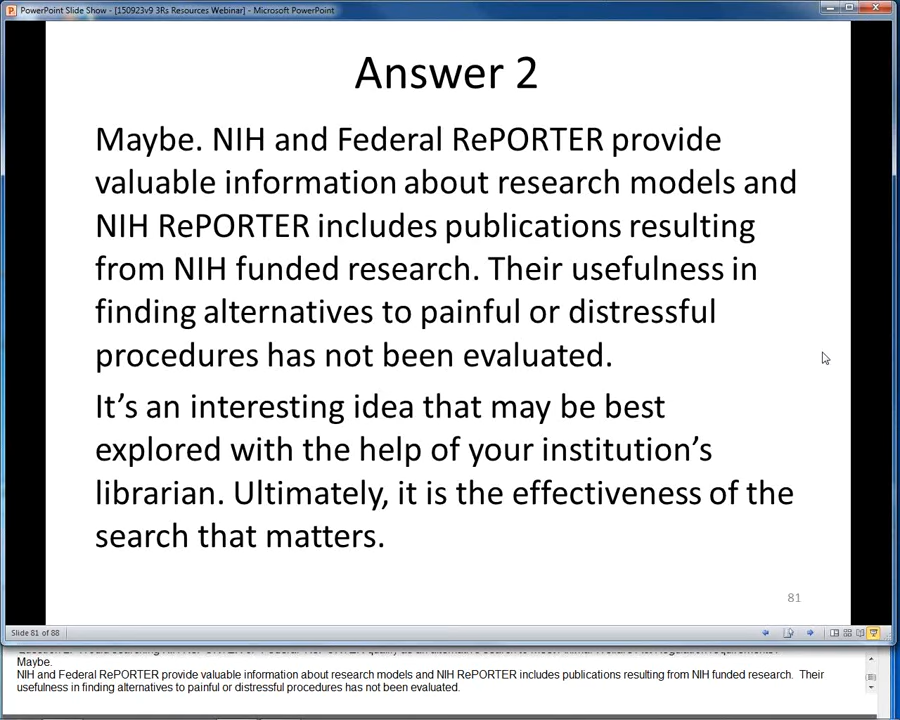 PowerPoint Slide Show - [150923v9 3Rs Resources Webinar] - Microsoft PowerPoint
Answer 2
Maybe. NIH and Federal RePORTER provide
valuable information about research models and
NIH RePORTER includes publications resulting
from NIH funded research. Their usefulness in
finding alternatives to painful or distressful
procedures has not been evaluated.
It's an interesting idea that may be best
explored with the help of your institution's
librarian. Ultimately, it is the effectiveness of the
search that matters.
81
Slide 81 of 88
Maybe.
NIH and Federal RePORTER provide valuable information about research models and NIH RePORTER includes publications resulting from NIH funded research. Their
usefulness in finding alternatives to painful or distressful procedures has not been evaluated.